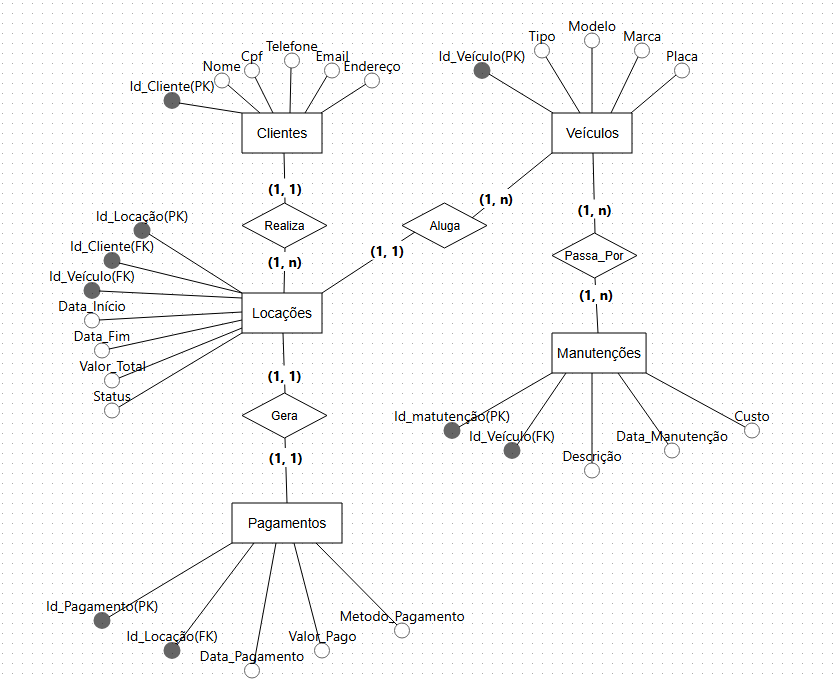 Id_Cliente(PK)
Nome
Cpf
Telefone
Email
Endereço
Clientes
Id_Veículo(PK)
Tipo
Modelo
Marca
Placa
Veículos
(1, 1)
Realiza
(1, n)
(1, n)
Aluga
(1, 1)
(1, n)
Passa_Por
(1, n)
Id_Locação(PK)
Id_Cliente(FK)
Id_Veículo(FK)
Data_Início
Data_Fim
Valor_Total
Status
Locações
Manutenções
Id_matutenção(PK)
Id_Veículo(FK)
Descrição
Data_Manutenção
Custo
(1, 1)
Gera
(1, 1)
Pagamentos
Id_Pagamento(PK)
Id_Locação(FK)
Data_Pagamento
Valor_Pago
Metodo_Pagamento